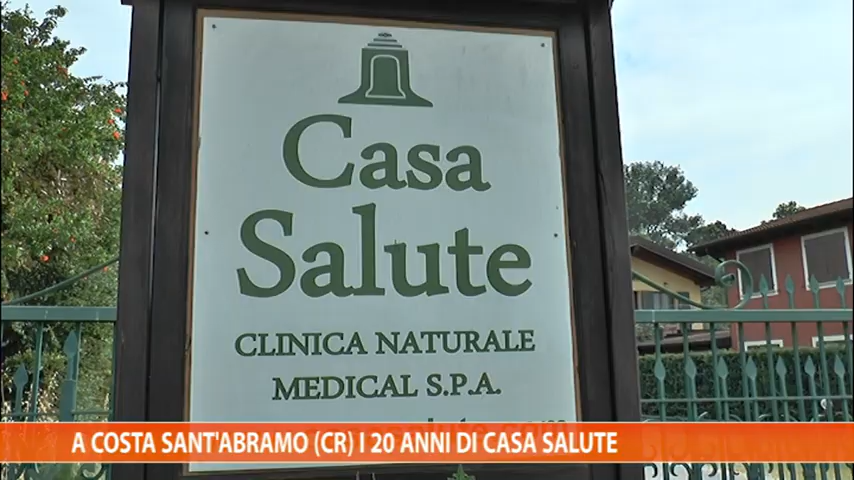 Casa
Salute
CLINICA NATURALE
MEDICAL S.P.A.
A COSTA SANT'ABRAMO (CR) I 20 ANNI DI CASA SALUTE